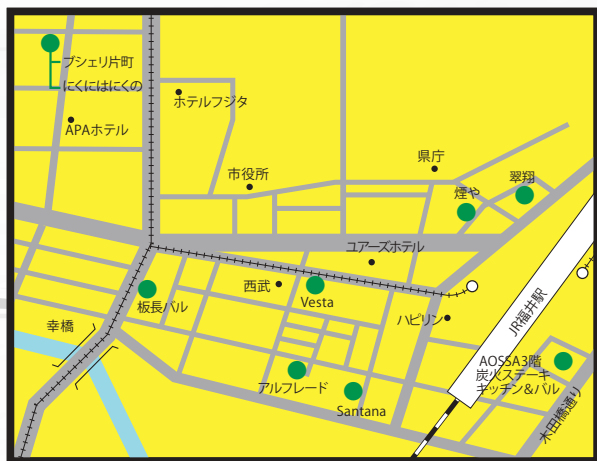 ブシェリ片町
にくにはにくの
APAホテル
ホテルフジタ
市役所
県庁
煙や
翠翔
ユアーズホテル
西武
Vesta
板長バル
幸橋
ハピリン
JR福井駅
アルフレード
Santana
AOSSA3階
炭火ステーキ
キッチン&バル
木田橋通り